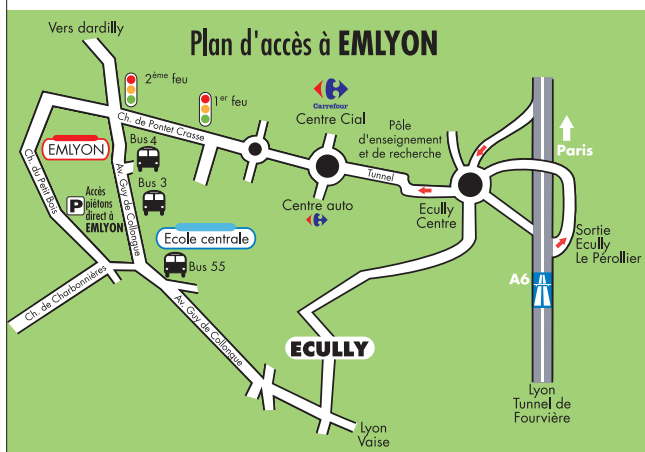 Plan d'accès à EMLYON
Vers dardilly
2ème feu
1er feu
Carrefour
Centre Cial
Ch. de Pontet Crasse
Pôle
d'enseignement
et de recherche
Paris
EMLYON
Bus 4
Ch. du Petit Bois
Av. Guy de Collongue
Bus 3
P
Accès
piétons
direct à
EMLYON
Tunnel
Centre auto
Ecully
Centre
Ecole centrale
Sortie
Ecully
Le Pérollier
Bus 55
A6
Ch. de Charbonnières
Av. Guy de Collongue
ECULLY
Lyon
Tunnel de
Fourvière
Lyon
Vaise